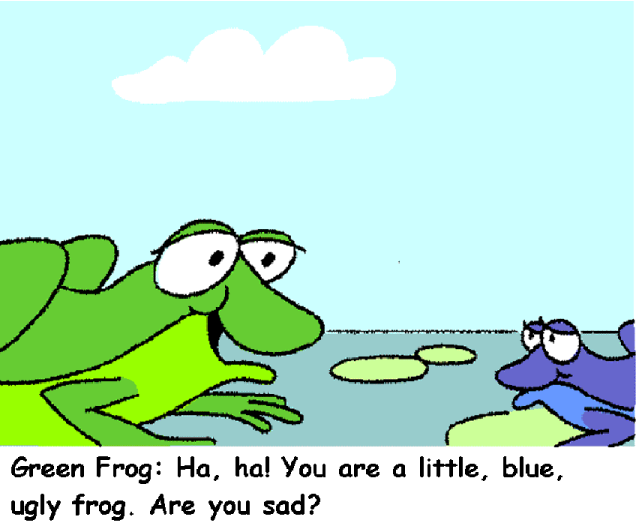 Green Frog: Ha, ha! You are a little, blue,
ugly frog. Are you sad?